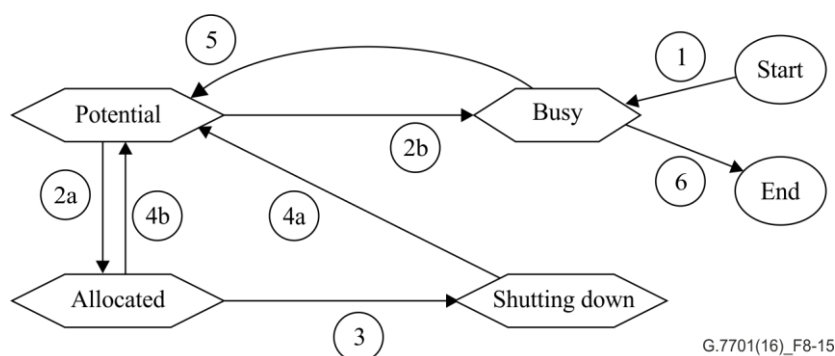 5
1
Start
Potential
Busy
2b
6
End
2a
4b
4a
Allocated
Shutting down
3
G.7701(16)_F8-15